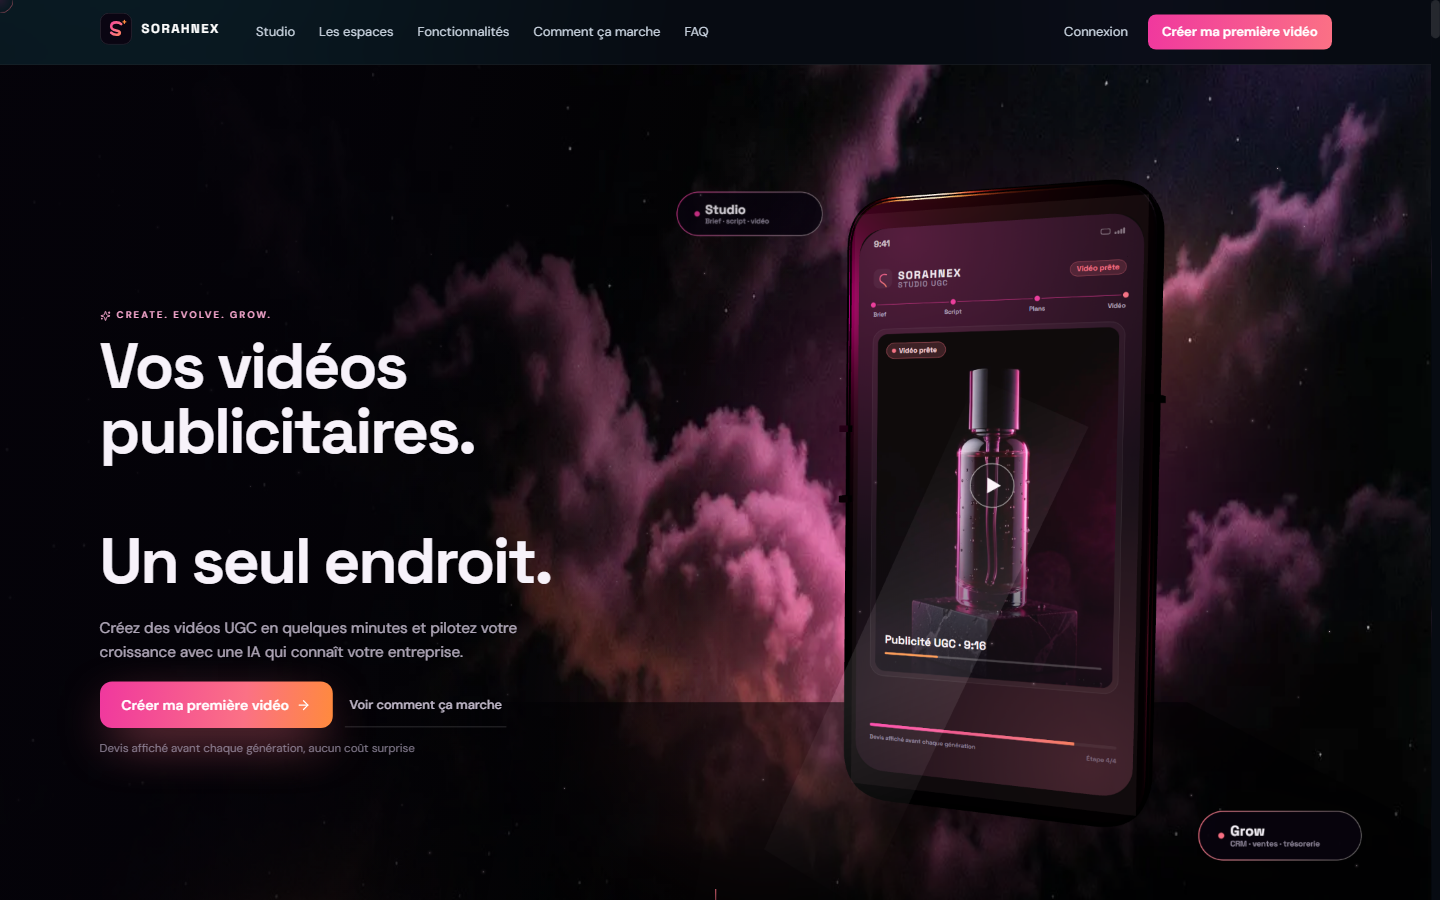 SORAHNEX
Studio
Les espaces
Fonctionnalités
Comment ça marche
FAQ
Connexion
Créer ma première vidéo
Studio
Brief · script · vidéo
9:41
SORAHNEX
STUDIO UGC
Vidéo prête
Brief
Script
Plans
Vidéo
Vidéo prête
CREATE. EVOLVE. GROW.
Vos vidéos
publicitaires.
Un seul endroit.
Créez des vidéos UGC en quelques minutes et pilotez votre
croissance avec une IA qui connaît votre entreprise.
Créer ma première vidéo →
Voir comment ça marche
Devis affiché avant chaque génération, aucun coût surprise
Publicité UGC · 9:16
Devis affiché avant chaque génération
Étape 4/4
Grow
CRM · ventes · trésorerie